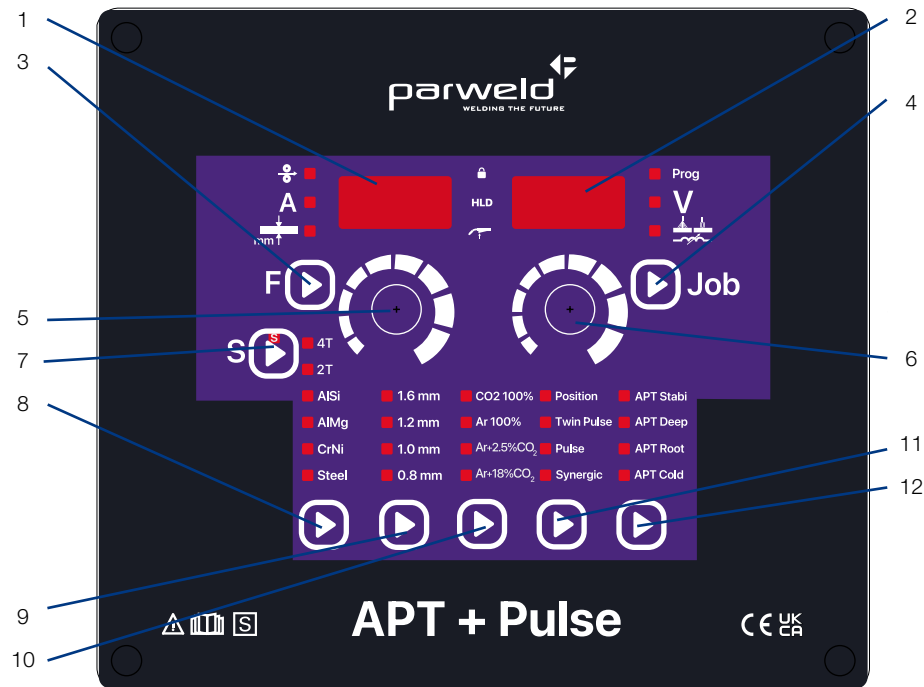 1
2
3
4
parweld
WELDING THE FUTURE
Prog
A
HLD
V
mm
F
Job
5
6
7
S
S
4T
2T
8
AlSi
1.6 mm
CO2 100%
Position
APT Stabi
AlMg
1.2 mm
Ar 100%
Twin Pulse
APT Deep
CrNi
1.0 mm
Ar+2.5%CO₂
Pulse
APT Root
Steel
0.8 mm
Ar+18%CO₂
Synergic
APT Cold
11
12
9
10
S
APT + Pulse
CE UK
CA